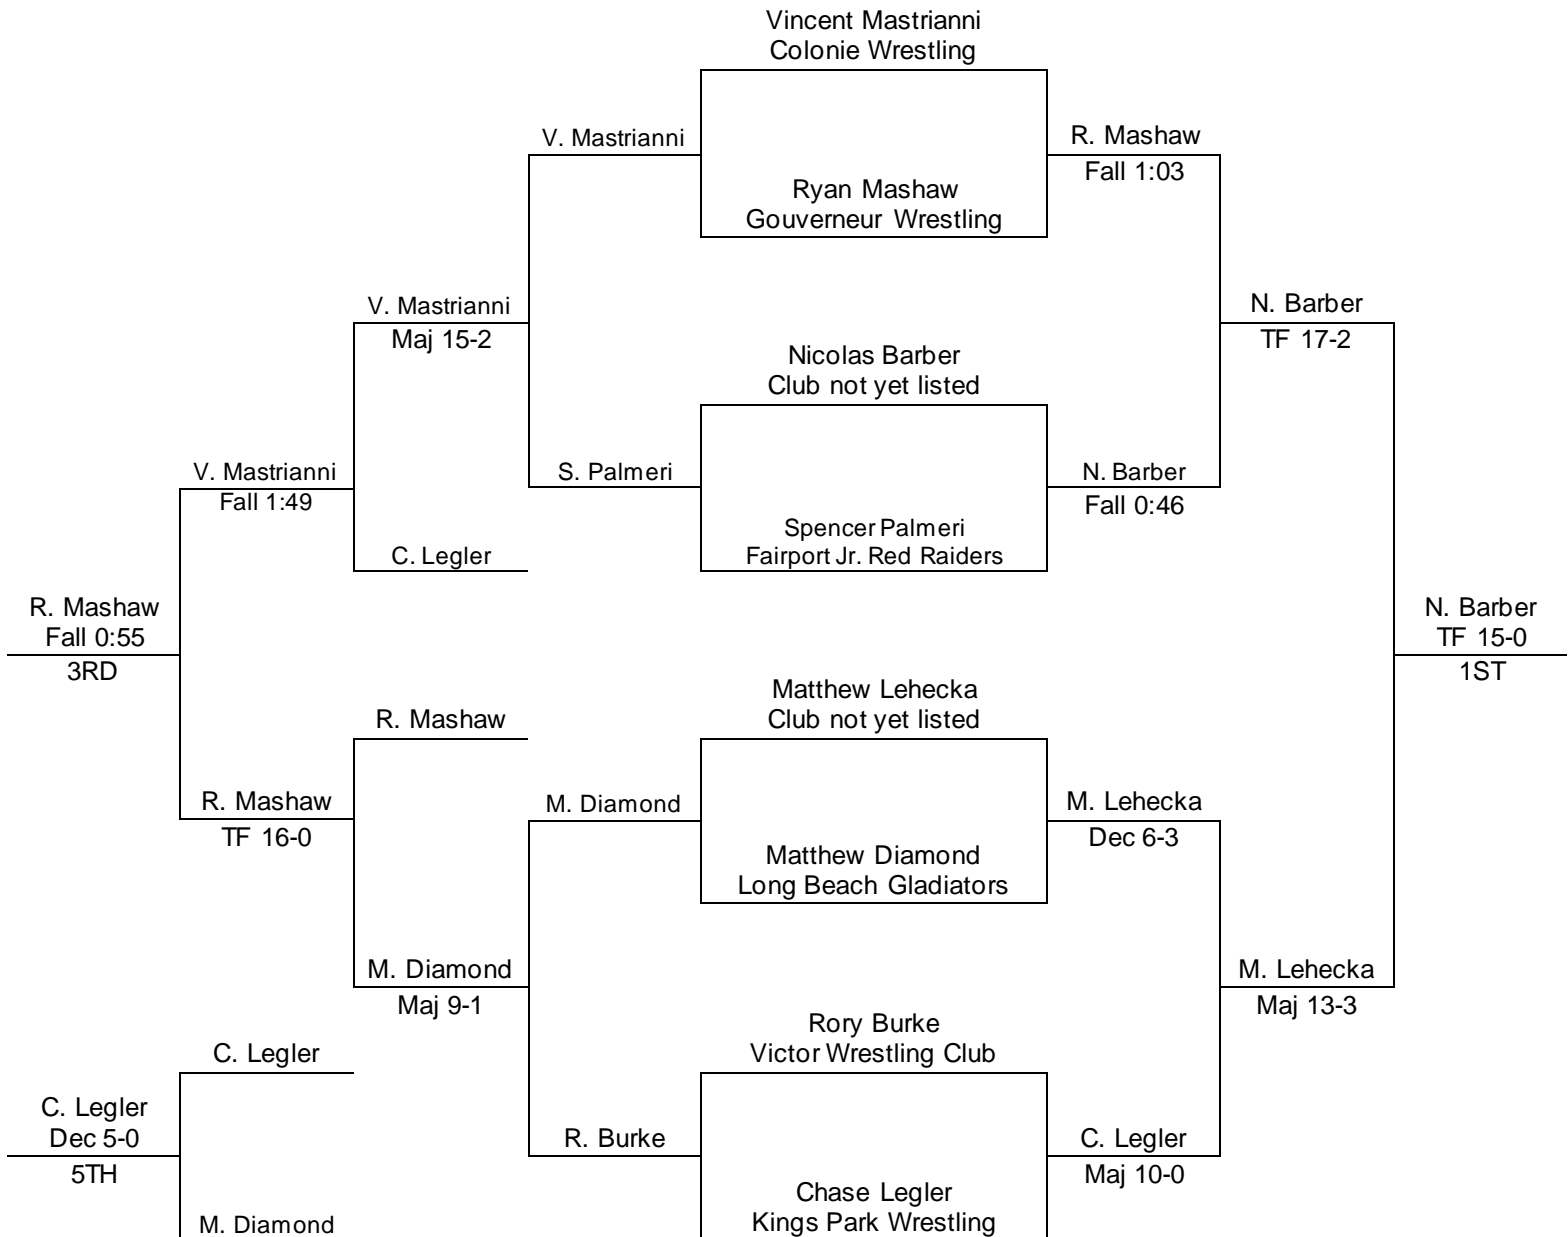 Vincent Mastrianni
Colonie Wrestling
V. Mastrianni
R. Mashaw
Fall 1:03
Ryan Mashaw
Gouverneur Wrestling
V. Mastrianni
Maj 15-2
N. Barber
TF 17-2
Nicolas Barber
Club not yet listed
V. Mastrianni
Fall 1:49
S. Palmeri
N. Barber
Fall 0:46
Spencer Palmeri
Fairport Jr. Red Raiders
C. Legler
R. Mashaw
Fall 0:55
3RD
N. Barber
TF 15-0
1ST
Matthew Lehecka
Club not yet listed
R. Mashaw
R. Mashaw
TF 16-0
M. Diamond
M. Lehecka
Dec 6-3
Matthew Diamond
Long Beach Gladiators
M. Diamond
Maj 9-1
M. Lehecka
Maj 13-3
Rory Burke
Victor Wrestling Club
C. Legler
C. Legler
Dec 5-0
5TH
R. Burke
C. Legler
Maj 10-0
Chase Legler
Kings Park Wrestling
M. Diamond